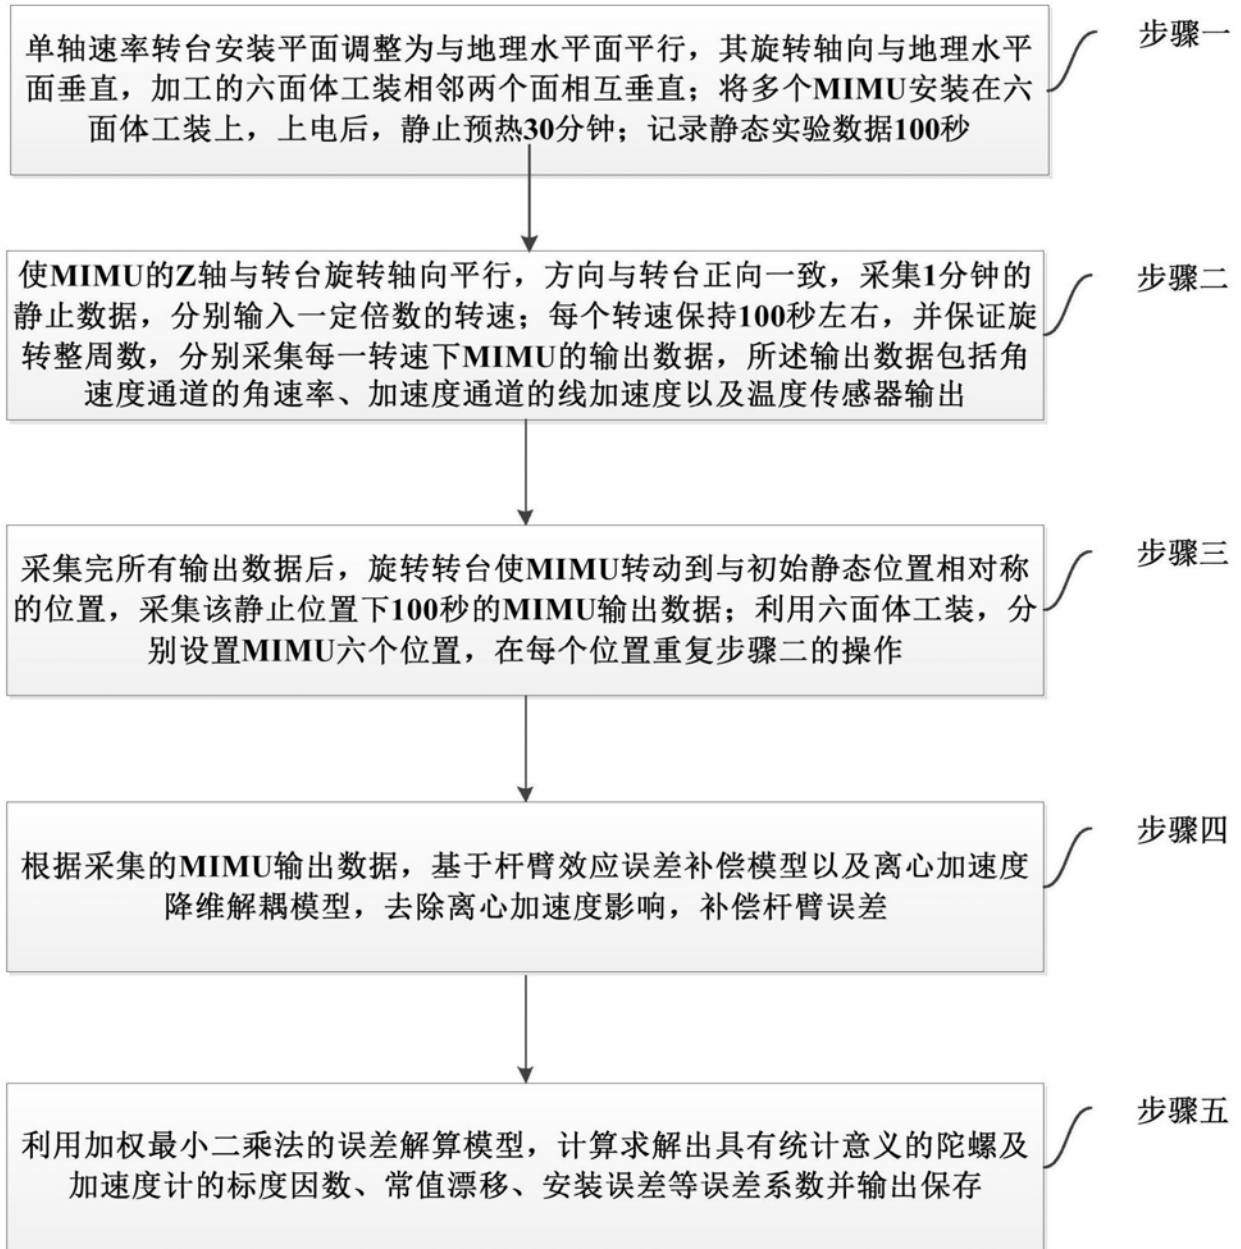 步骤一
单轴速率转台安装平面调整为与地理水平面平行，其旋转轴向与地理水平
面垂直，加工的六面体工装相邻两个面相互垂直；将多个MIMU安装在六
面体工装上，上电后，静止预热30分钟；记录静态实验数据100秒
步骤二
使MIMU的Z轴与转台旋转轴向平行，方向与转台正向一致，采集1分钟的
静止数据，分别输入一定倍数的转速；每个转速保持100秒左右，并保证旋
转整周数，分别采集每一转速下MIMU的输出数据，所述输出数据包括角
速度通道的角速率、加速度通道的线加速度以及温度传感器输出
步骤三
采集完所有输出数据后，旋转转台使MIMU转动到与初始静态位置相对称
的位置，采集该静止位置下100秒的MIMU输出数据；利用六面体工装，分
别设置MIMU六个位置，在每个位置重复步骤二的操作
步骤四
根据采集的MIMU输出数据，基于杆臂效应误差补偿模型以及离心加速度
降维解耦模型，去除离心加速度影响，补偿杆臂误差
步骤五
利用加权最小二乘法的误差解算模型，计算求解出具有统计意义的陀螺及
加速度计的标度因数、常值漂移、安装误差等误差系数并输出保存